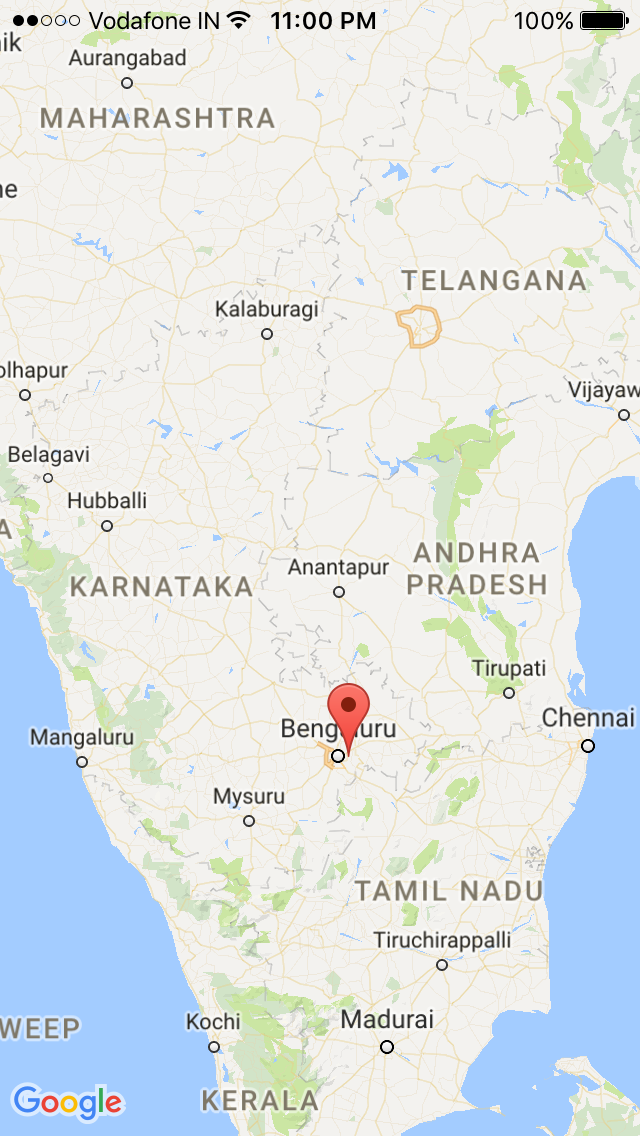 Vodafone IN 11:00 PM 100%
ik
Aurangabad
MAHARASHTRA
ne
TELANGANA
Kalaburagi
olhapur
Vijayaw
Belagavi
Hubballi
A
ANDHRA
PRADESH
Anantapur
KARNATAKA
Tirupati
Chennai
Bengaluru
Mangaluru
Mysuru
TAMIL NADU
Tiruchirappalli
WEEP
Kochi
Madurai
Google
KERALA